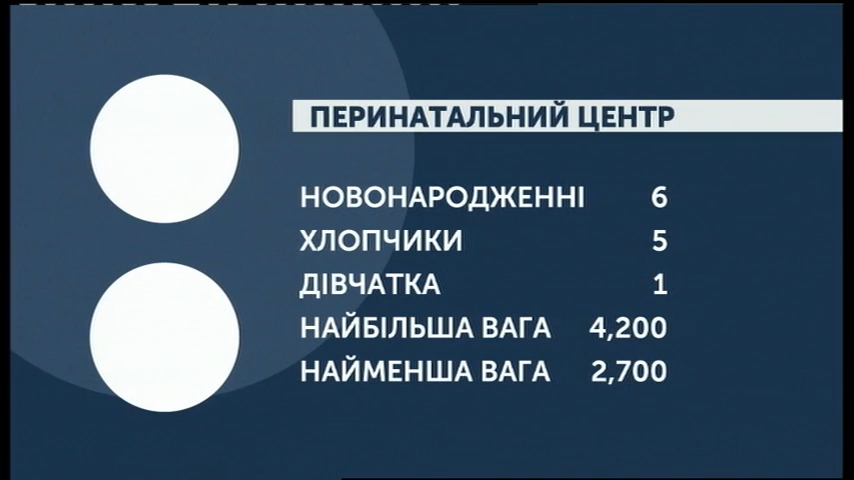 ПЕРИНАТАЛЬНИЙ ЦЕНТР
НОВОНАРОДЖЕННІ 6
ХЛОПЧИКИ 5
ДІВЧАТКА 1
НАЙБІЛЬША ВАГА 4,200
НАЙМЕНША ВАГА 2,700